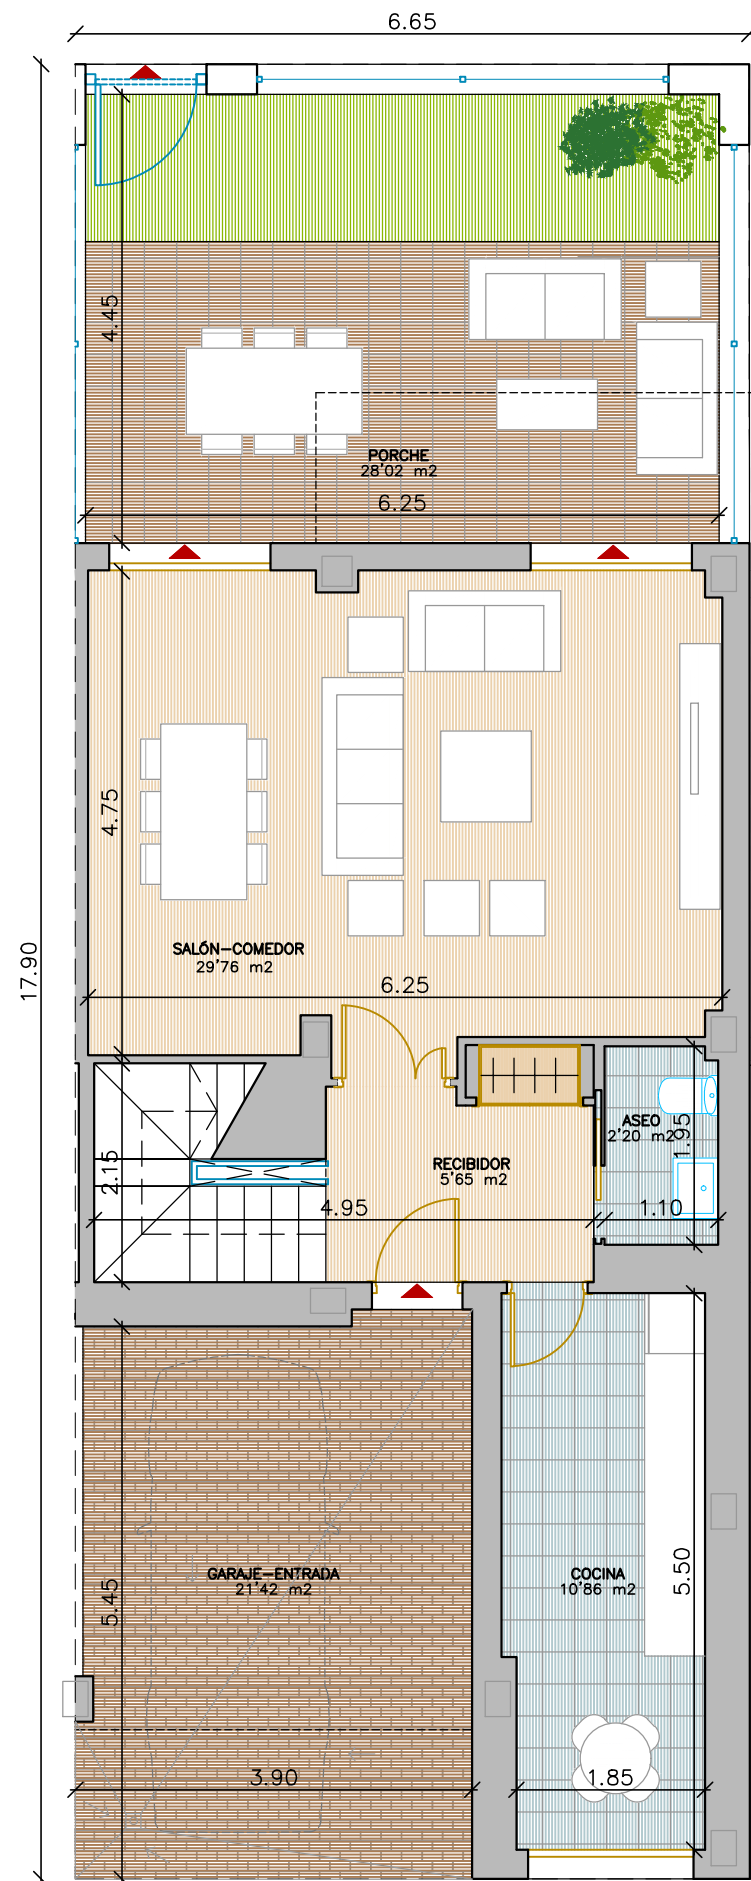 6.65
4.45
PORCHE
28'02 m2
6.25
4.75
17.90
SALÓN-COMEDOR
29'76 m2
6.25
ASEO
2'20 m2
1.95
2.15
RECIBIDOR
5'65 m2
4.95
1.10
GARAJE-ENTRADA
21'42 m2
COCINA
10'86 m2
5.45
5.50
3.90
1.85